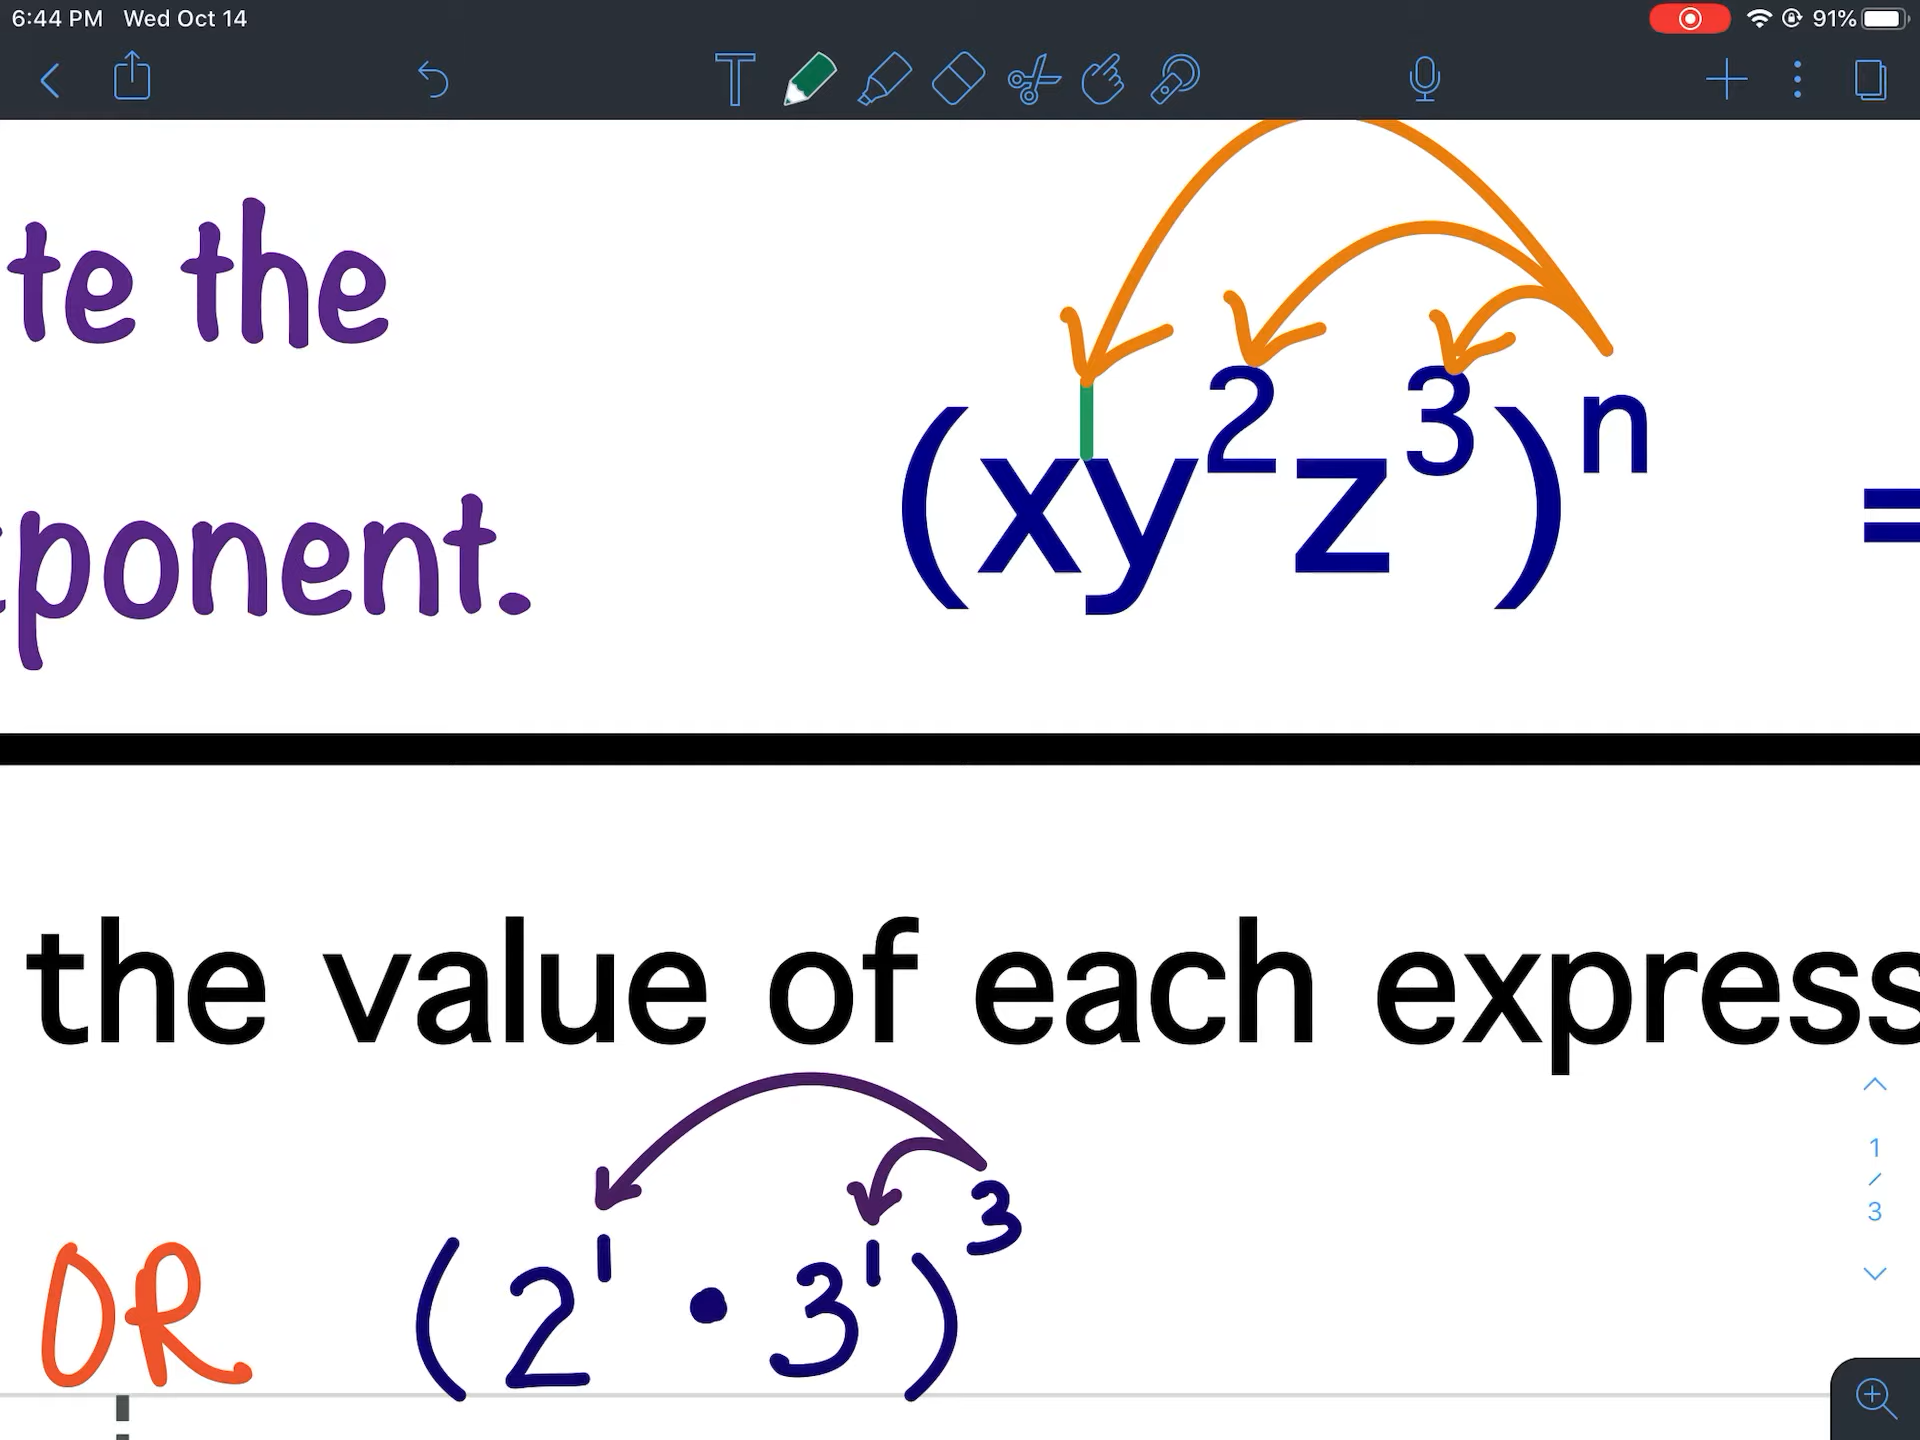 6:44 PM Wed Oct 14
91%
te the
ponent.
(x¹y²z³)ⁿ =
the value of each express
1
/
3
OR (2¹ • 3¹)³